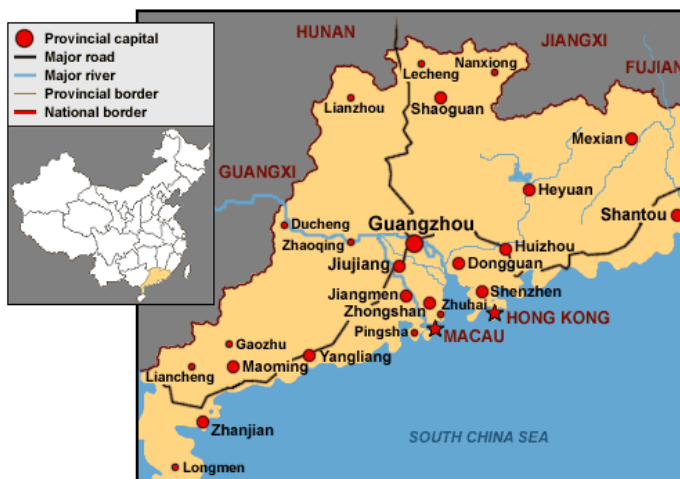 Provincial capital
Major road
Major river
Provincial border
National border
HUNAN
JIANGXI
FUJIAN
GUANGXI
Nanxiong
Lecheng
Lianzhou
Shaoguan
Mexian
Heyuan
Shantou
Ducheng
Guangzhou
Zhaoqing
Huizhou
Jiujiang
Dongguan
Jiangmen
Shenzhen
Zhongshan
Zhuhai
HONG KONG
Pingsha
MACAU
Gaozhu
Yangliang
Liancheng
Maoming
Zhanjian
SOUTH CHINA SEA
Longmen